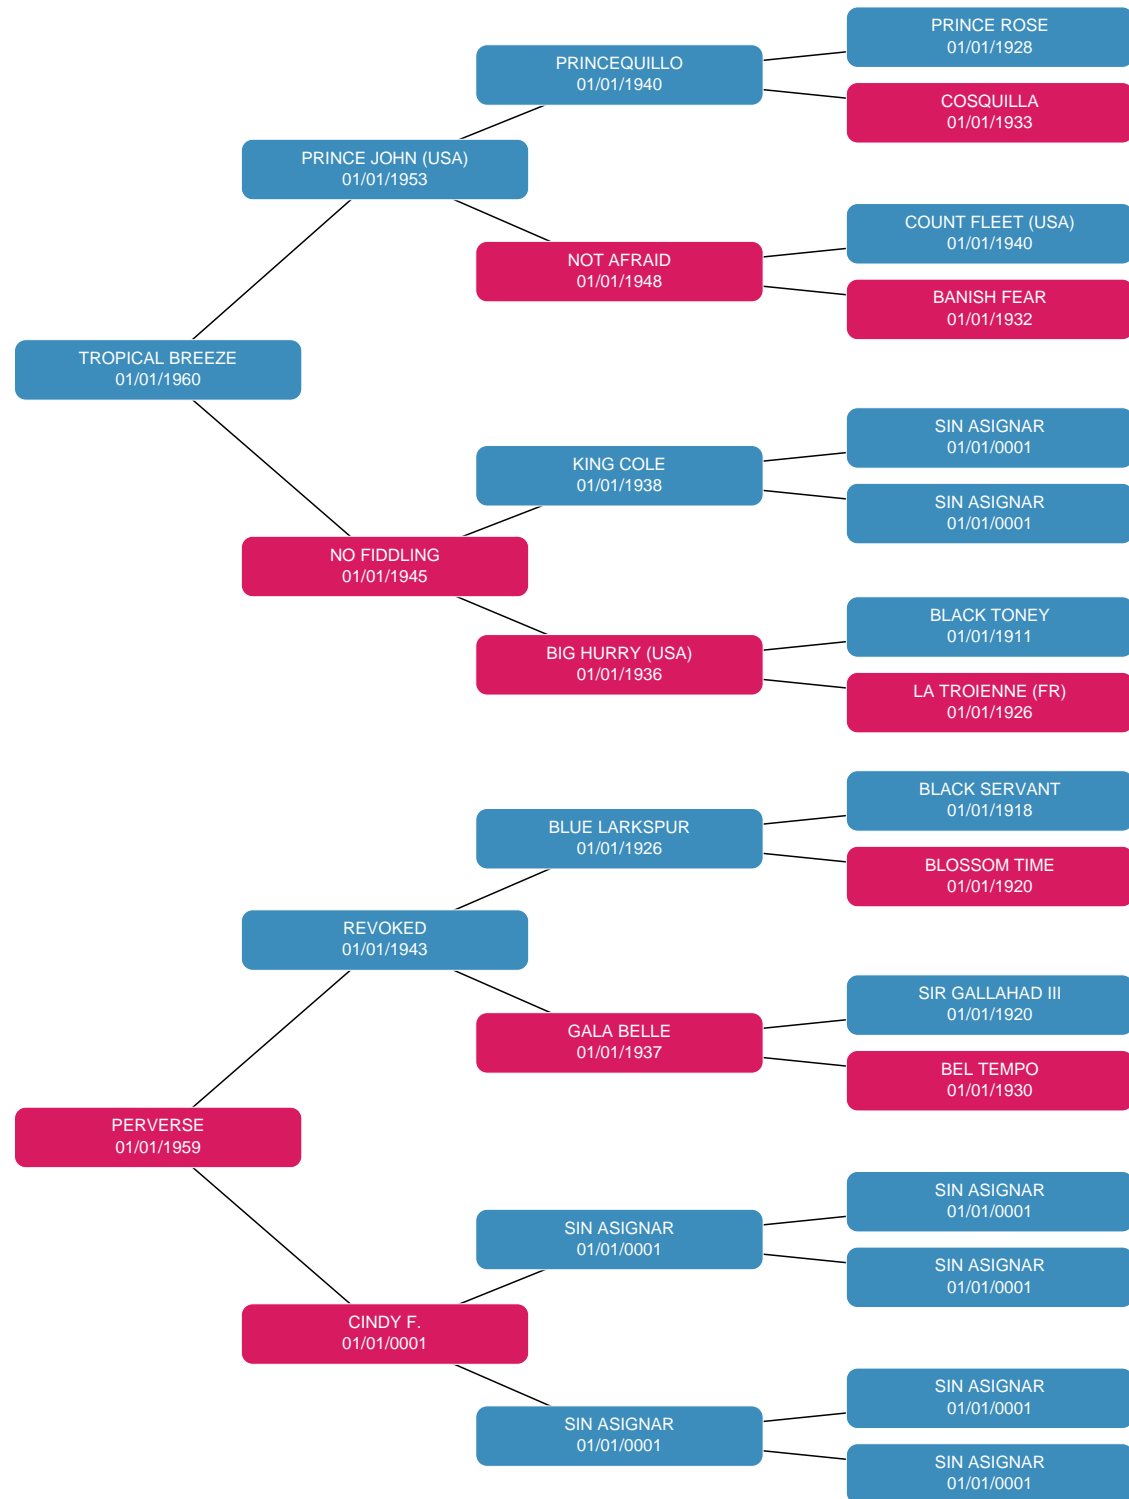 PRINCE ROSE
01/01/1928
PRINCEQUILLO
01/01/1940
COSQUILLA
01/01/1933
PRINCE JOHN (USA)
01/01/1953
COUNT FLEET (USA)
01/01/1940
NOT AFRAID
01/01/1948
BANISH FEAR
01/01/1932
TROPICAL BREEZE
01/01/1960
SIN ASIGNAR
01/01/0001
KING COLE
01/01/1938
SIN ASIGNAR
01/01/0001
NO FIDDLING
01/01/1945
BLACK TONEY
01/01/1911
BIG HURRY (USA)
01/01/1936
LA TROIENNE (FR)
01/01/1926
BLACK SERVANT
01/01/1918
BLUE LARKSPUR
01/01/1926
BLOSSOM TIME
01/01/1920
REVOKED
01/01/1943
SIR GALLAHAD III
01/01/1920
GALA BELLE
01/01/1937
BEL TEMPO
01/01/1930
PERVERSE
01/01/1959
SIN ASIGNAR
01/01/0001
SIN ASIGNAR
01/01/0001
SIN ASIGNAR
01/01/0001
CINDY F.
01/01/0001
SIN ASIGNAR
01/01/0001
SIN ASIGNAR
01/01/0001
SIN ASIGNAR
01/01/0001